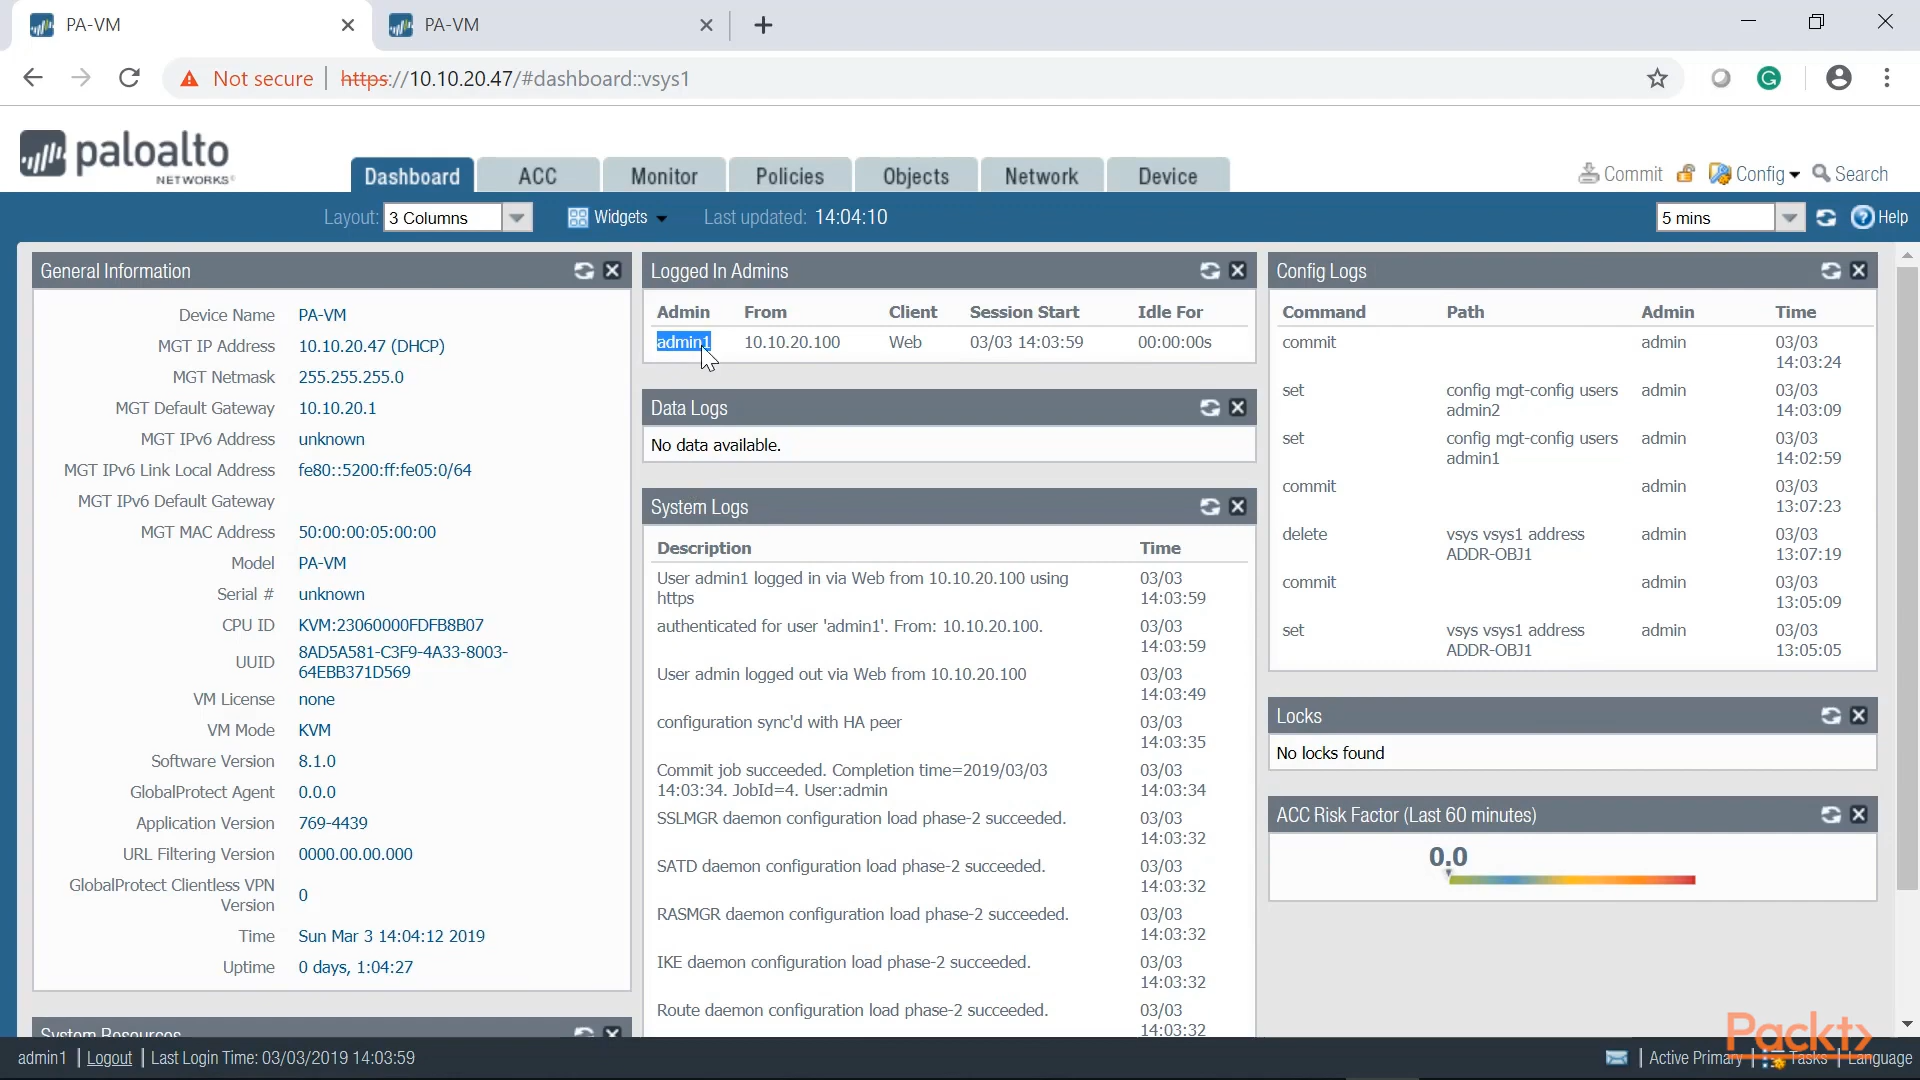 PA-VM
PA-VM
Not secure | https://10.10.20.47/#dashboard::vsys1
paloalto
NETWORKS
Dashboard ACC Monitor Policies Objects Network Device
Commit Config Search
Layout: 3 Columns Widgets Last updated: 14:04:10 5 mins Help
General Information
Device Name PA-VM
MGT IP Address 10.10.20.47 (DHCP)
MGT Netmask 255.255.255.0
MGT Default Gateway 10.10.20.1
MGT IPv6 Address unknown
MGT IPv6 Link Local Address fe80::5200:ff:fe05:0/64
MGT IPv6 Default Gateway
MGT MAC Address 50:00:00:05:00:00
Model PA-VM
Serial # unknown
CPU ID KVM:23060000FDFB8B07
UUID 8AD5A581-C3F9-4A33-8003-
64EBB371D569
VM License none
VM Mode KVM
Software Version 8.1.0
GlobalProtect Agent 0.0.0
Application Version 769-4439
URL Filtering Version 0000.00.00.000
GlobalProtect Clientless VPN
Version 0
Time Sun Mar 3 14:04:12 2019
Uptime 0 days, 1:04:27
System Resources
Logged In Admins
Admin From Client Session Start Idle For
admin1 10.10.20.100 Web 03/03 14:03:59 00:00:00s
Data Logs
No data available.
System Logs
Description Time
User admin1 logged in via Web from 10.10.20.100 using 03/03
https 14:03:59
authenticated for user 'admin1'. From: 10.10.20.100. 03/03
14:03:59
User admin logged out via Web from 10.10.20.100 03/03
14:03:49
configuration sync'd with HA peer 03/03
14:03:35
Commit job succeeded. Completion time=2019/03/03 03/03
14:03:34. JobId=4. User:admin 14:03:34
SSLMGR daemon configuration load phase-2 succeeded. 03/03
14:03:32
SATD daemon configuration load phase-2 succeeded. 03/03
14:03:32
RASMGR daemon configuration load phase-2 succeeded. 03/03
14:03:32
IKE daemon configuration load phase-2 succeeded. 03/03
14:03:32
Route daemon configuration load phase-2 succeeded. 03/03
14:03:32
Config Logs
Command Path Admin Time
commit admin 03/03
14:03:24
set config mgt-config users admin 03/03
admin2 14:03:09
set config mgt-config users admin 03/03
admin1 14:02:59
commit admin 03/03
13:07:23
delete vsys vsys1 address admin 03/03
ADDR-OBJ1 13:07:19
commit admin 03/03
13:05:09
set vsys vsys1 address admin 03/03
ADDR-OBJ1 13:05:05
Locks
No locks found
ACC Risk Factor (Last 60 minutes)
0.0
Packt>
admin1 | Logout | Last Login Time: 03/03/2019 14:03:59 | Active Primary | Tasks | Language